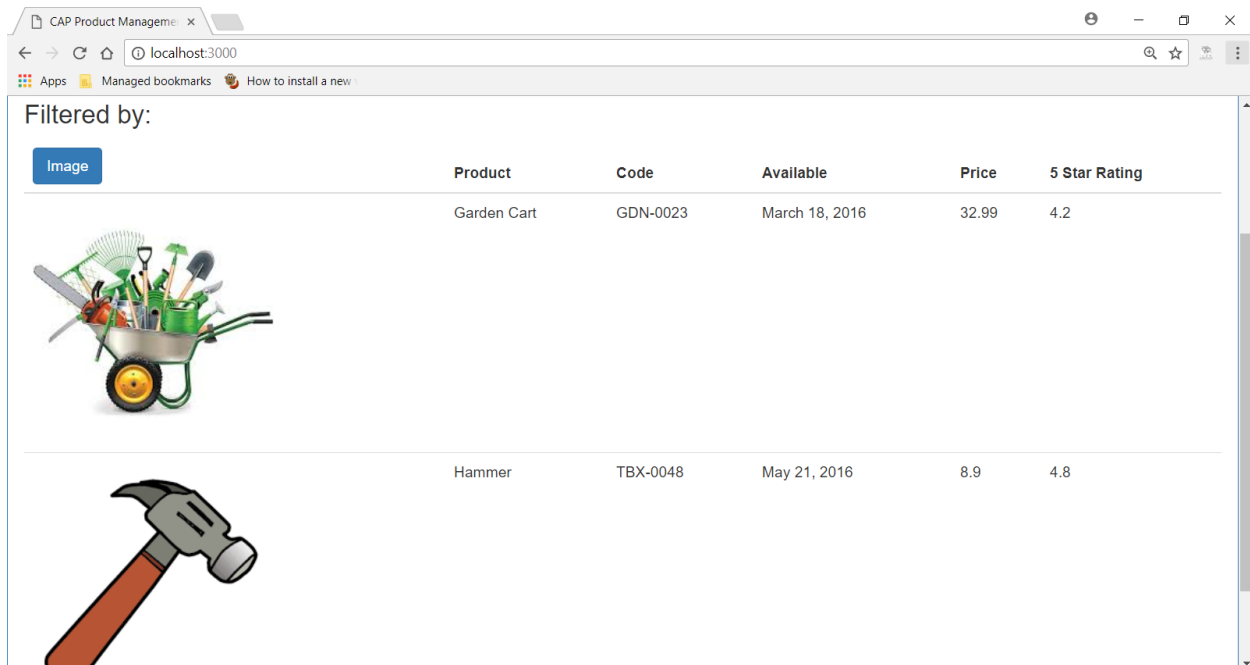 CAP Product Manageme
localhost:3000
Apps Managed bookmarks How to install a new
Filtered by:
Image Product Code Available Price 5 Star Rating
Garden Cart GDN-0023 March 18, 2016 32.99 4.2
Hammer TBX-0048 May 21, 2016 8.9 4.8